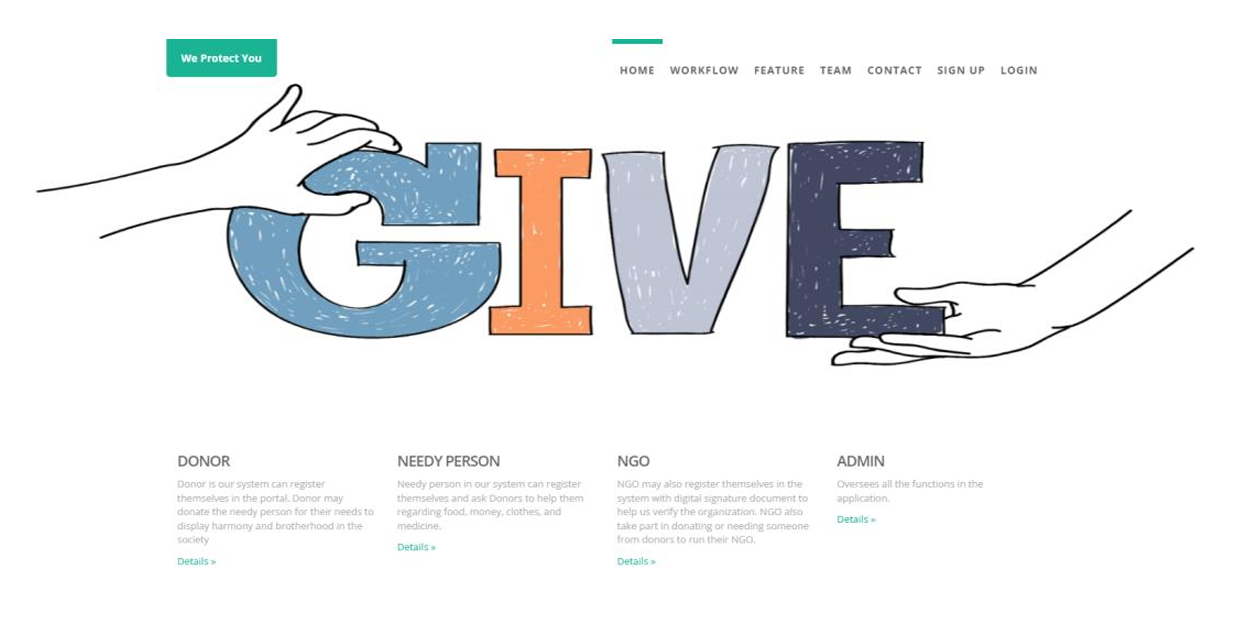 We Protect You
HOME WORKFLOW FEATURE TEAM CONTACT SIGN UP LOGIN
GIVE
DONOR
Donor is our system can register
themselves in the portal. Donor may
donate the needy person for their needs to
display harmony and brotherhood in the
society
Details »
NEEDY PERSON
Needy person in our system can register
themselves and ask Donors to help them
regarding food, money, clothes, and
medicine.
Details »
NGO
NGO may also register themselves in the
system with digital signature document to
help us verify the organization. NGO also
take part in donating or needing someone
from donors to run their NGO.
Details »
ADMIN
Oversees all the functions in the
application.
Details »